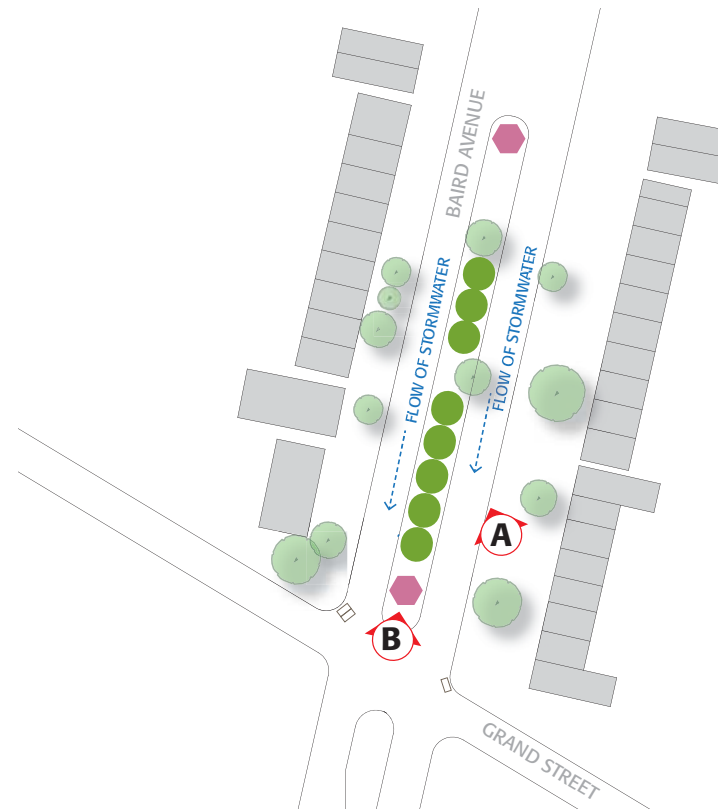 BAIRD AVENUE
FLOW OF STORMWATER
FLOW OF STORMWATER
A
B
GRAND STREET